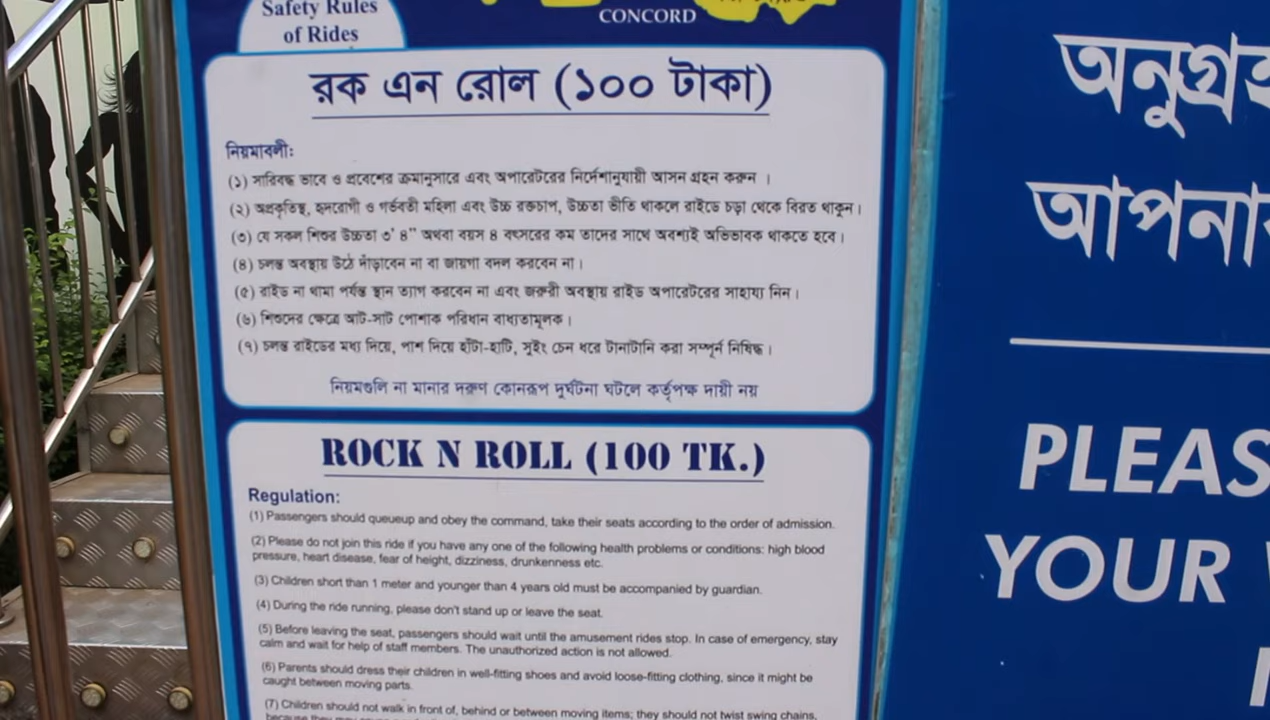 Safety Rules
of Rides
CONCORD
রক এন রোল (১০০ টাকা)
নিয়মাবলী:
(১) সারিবদ্ধ ভাবে ও প্রবেশের ক্রমানুসারে এবং অপারেটরের নির্দেশানুযায়ী আসন গ্রহন করুন ।
(২) অপ্রকৃতিস্থ, হৃদরোগী ও গর্ভবতী মহিলা এবং উচ্চ রক্তচাপ, উচ্চতা ভীতি থাকলে রাইডে চড়া থেকে বিরত থাকুন।
(৩) যে সকল শিশুর উচ্চতা ৩' ৪" অথবা বয়স ৪ বৎসরের কম তাদের সাথে অবশ্যই অভিভাবক থাকতে হবে।
(৪) চলন্ত অবস্থায় উঠে দাঁড়াবেন না বা জায়গা বদল করবেন না।
(৫) রাইড না থামা পর্যন্ত স্থান ত্যাগ করবেন না এবং জরুরী অবস্থায় রাইড অপারেটরের সাহায্য নিন।
(৬) শিশুদের ক্ষেত্রে আট-সাট পোশাক পরিধান বাধ্যতামূলক।
(৭) চলন্ত রাইডের মধ্য দিয়ে, পাশ দিয়ে হাঁটা-হাটি, সুইং চেন ধরে টানাটানি করা সম্পূর্ন নিষিদ্ধ।
নিয়মগুলি না মানার দরুণ কোনরূপ দুর্ঘটনা ঘটলে কর্তৃপক্ষ দায়ী নয়
ROCK N ROLL (100 TK.)
Regulation:
(1) Passengers should queueup and obey the command, take their seats according to the order of admission.
(2) Please do not join this ride if you have any one of the following health problems or conditions: high blood
pressure, heart disease, fear of height, dizziness, drunkenness etc.
(3) Children short than 1 meter and younger than 4 years old must be accompanied by guardian.
(4) During the ride running, please don't stand up or leave the seat.
(5) Before leaving the seat, passengers should wait until the amusement rides stop. In case of emergency, stay
calm and wait for help of staff members. The unauthorized action is not allowed.
(6) Parents should dress their children in well-fitting shoes and avoid loose-fitting clothing, since it might be
caught between moving parts.
(7) Children should not walk in front of, behind or between moving items; they should not twist swing chains,
because they may
অনুগ্রহ
আপনার
PLEAS
YOUR